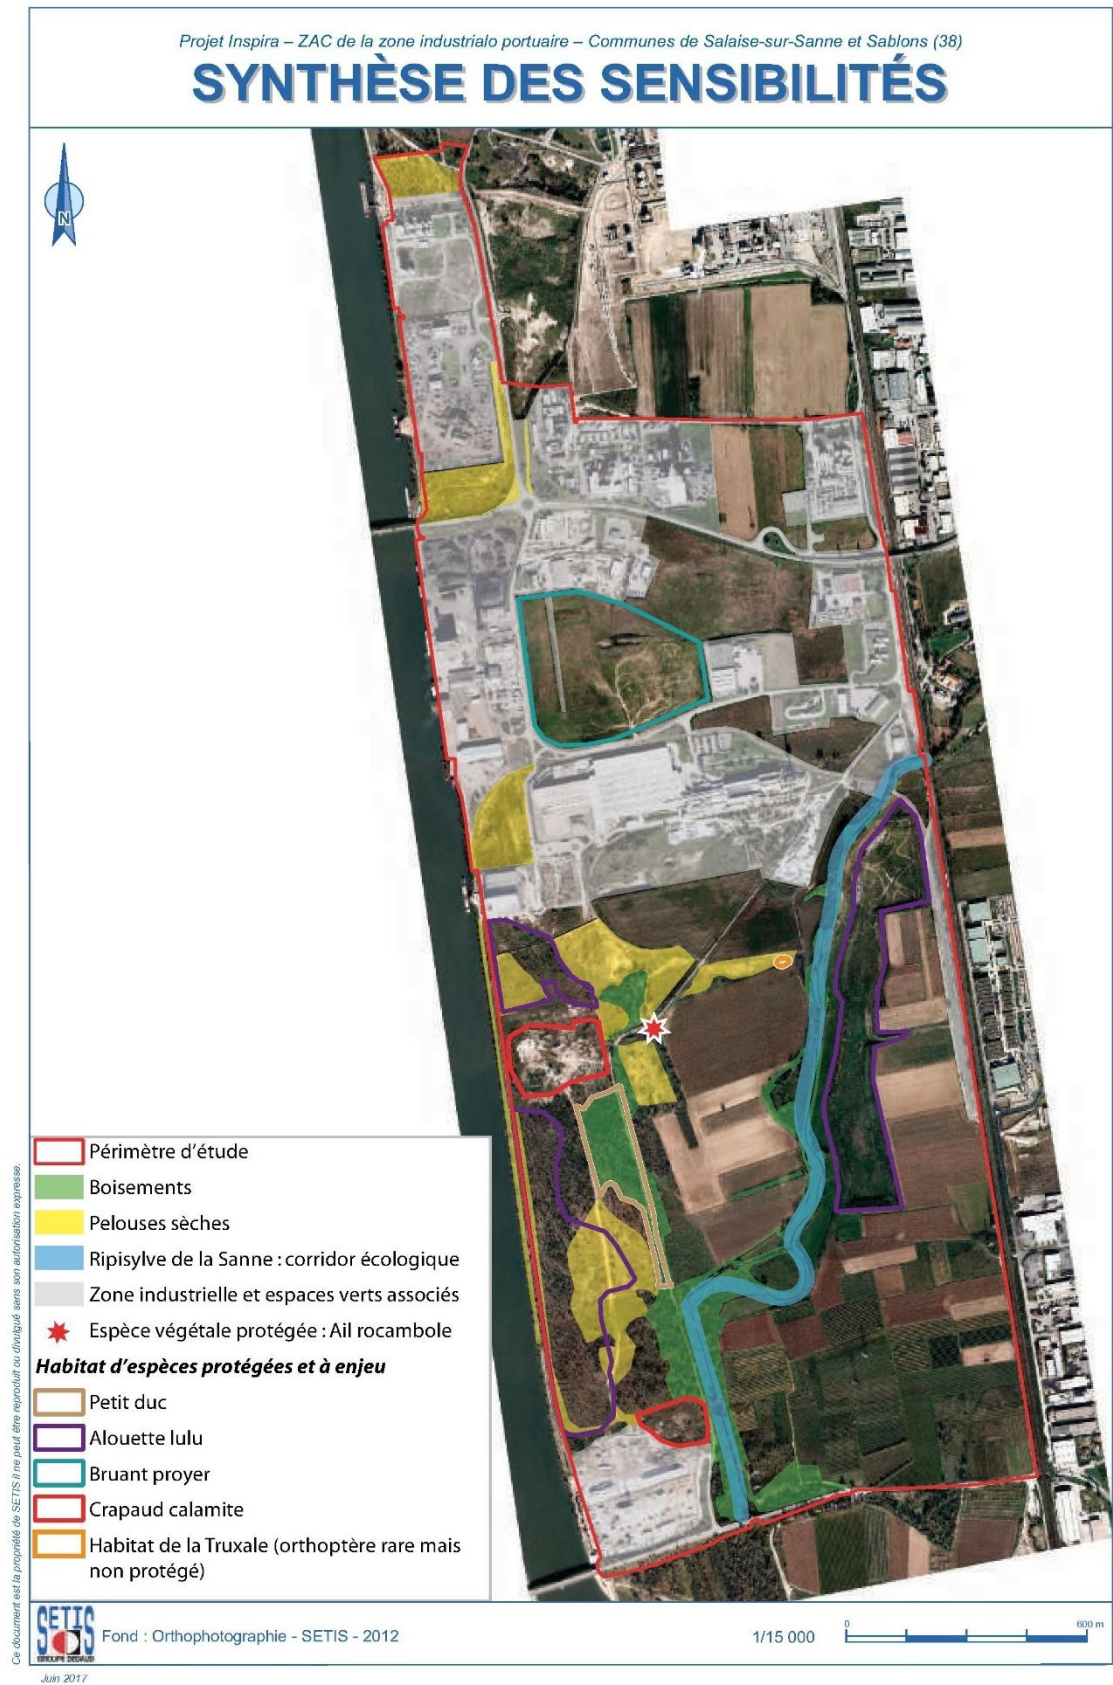 Projet Inspira – ZAC de la zone industrialo portuaire – Communes de Salaise-sur-Sanne et Sablons (38)
SYNTHÈSE DES SENSIBILITÉS
N
Périmètre d'étude
Boisements
Pelouses sèches
Ripisylve de la Sanne : corridor écologique
Zone industrielle et espaces verts associés
Espèce végétale protégée : Ail rocambole
Habitat d'espèces protégées et à enjeu
Petit duc
Alouette lulu
Bruant proyer
Crapaud calamite
Habitat de la Truxale (orthoptère rare mais
non protégé)
Ce document est la propriété de SETIS il ne peut être reproduit ou divulgué sans son autorisation expresse.
SETIS
GROUPE DEGAUD
Fond : Orthophotographie - SETIS - 2012
1/15 000
0
600 m
Juin 2017